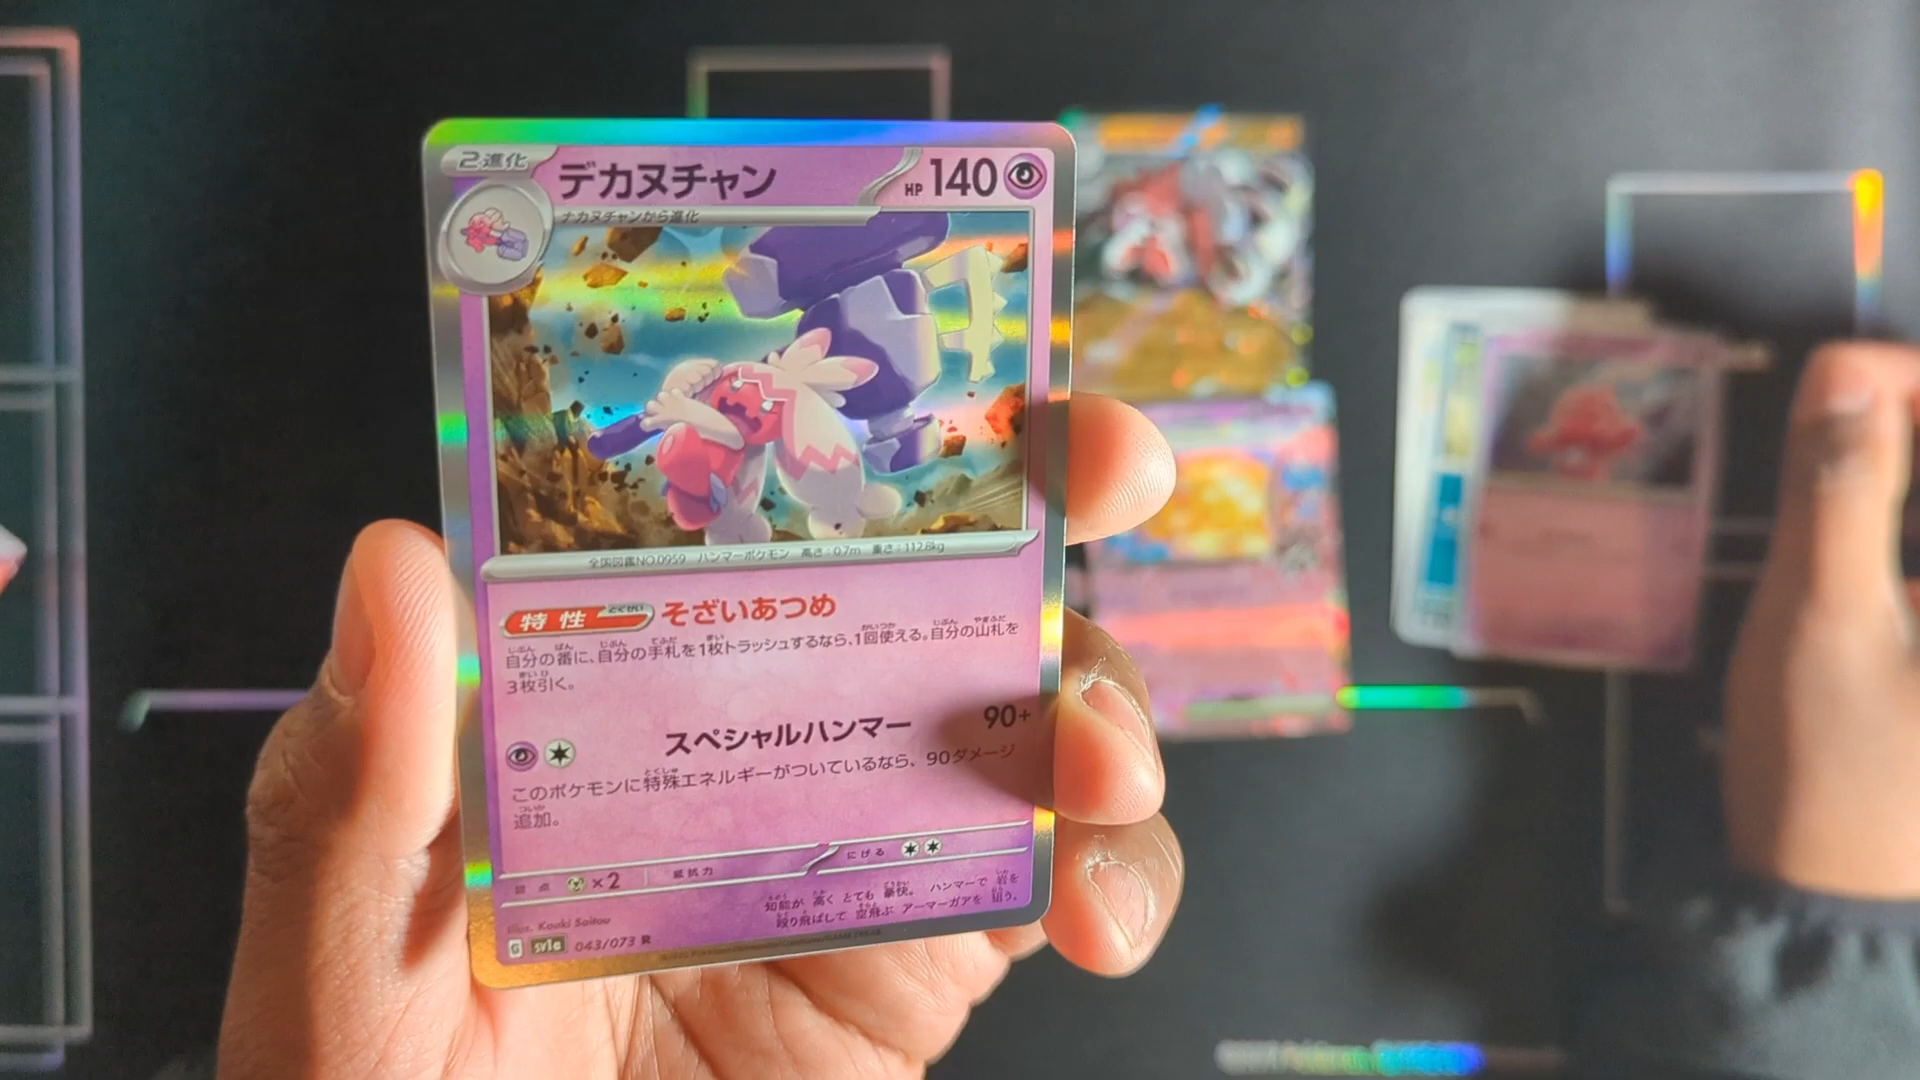 2進化
デカヌチャン
HP 140
ナカヌチャンから進化
全国図鑑NO.0959 ハンマーポケモン 高さ:0.7m 重さ:112.8kg
特性 そざいあつめ
自分の番に、自分の手札を1枚トラッシュするなら、1回使える。自分の山札を
3枚引く。
スペシャルハンマー 90+
このポケモンに特殊エネルギーがついているなら、90ダメージ
追加。
弱点 ×2 抵抗力 にげる
知能が 高く とても 豪快。 ハンマーで 岩を
殴り飛ばして 空飛ぶ アーマーガアを 狙う。
Illus. Kouki Saitou
G sv1a 043/073 R